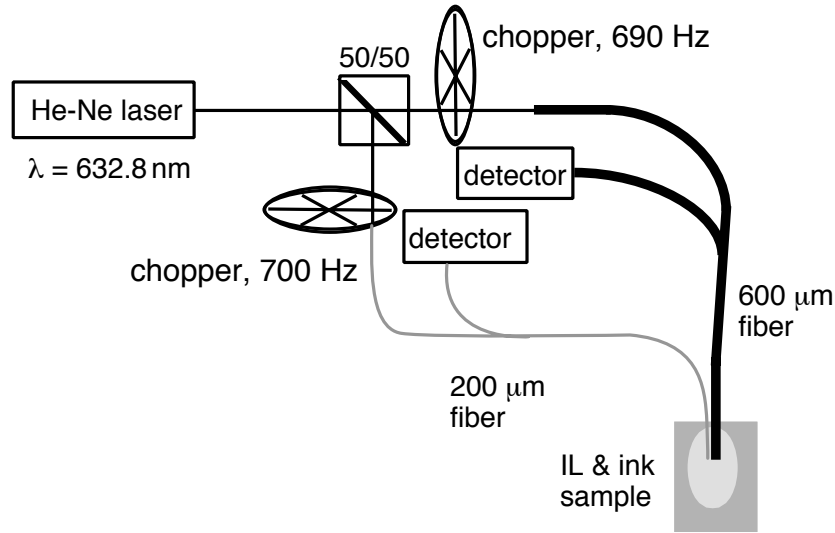 50/50
chopper, 690 Hz
He-Ne laser
λ = 632.8 nm
detector
detector
chopper, 700 Hz
600 μm
fiber
200 μm
fiber
IL & ink
sample